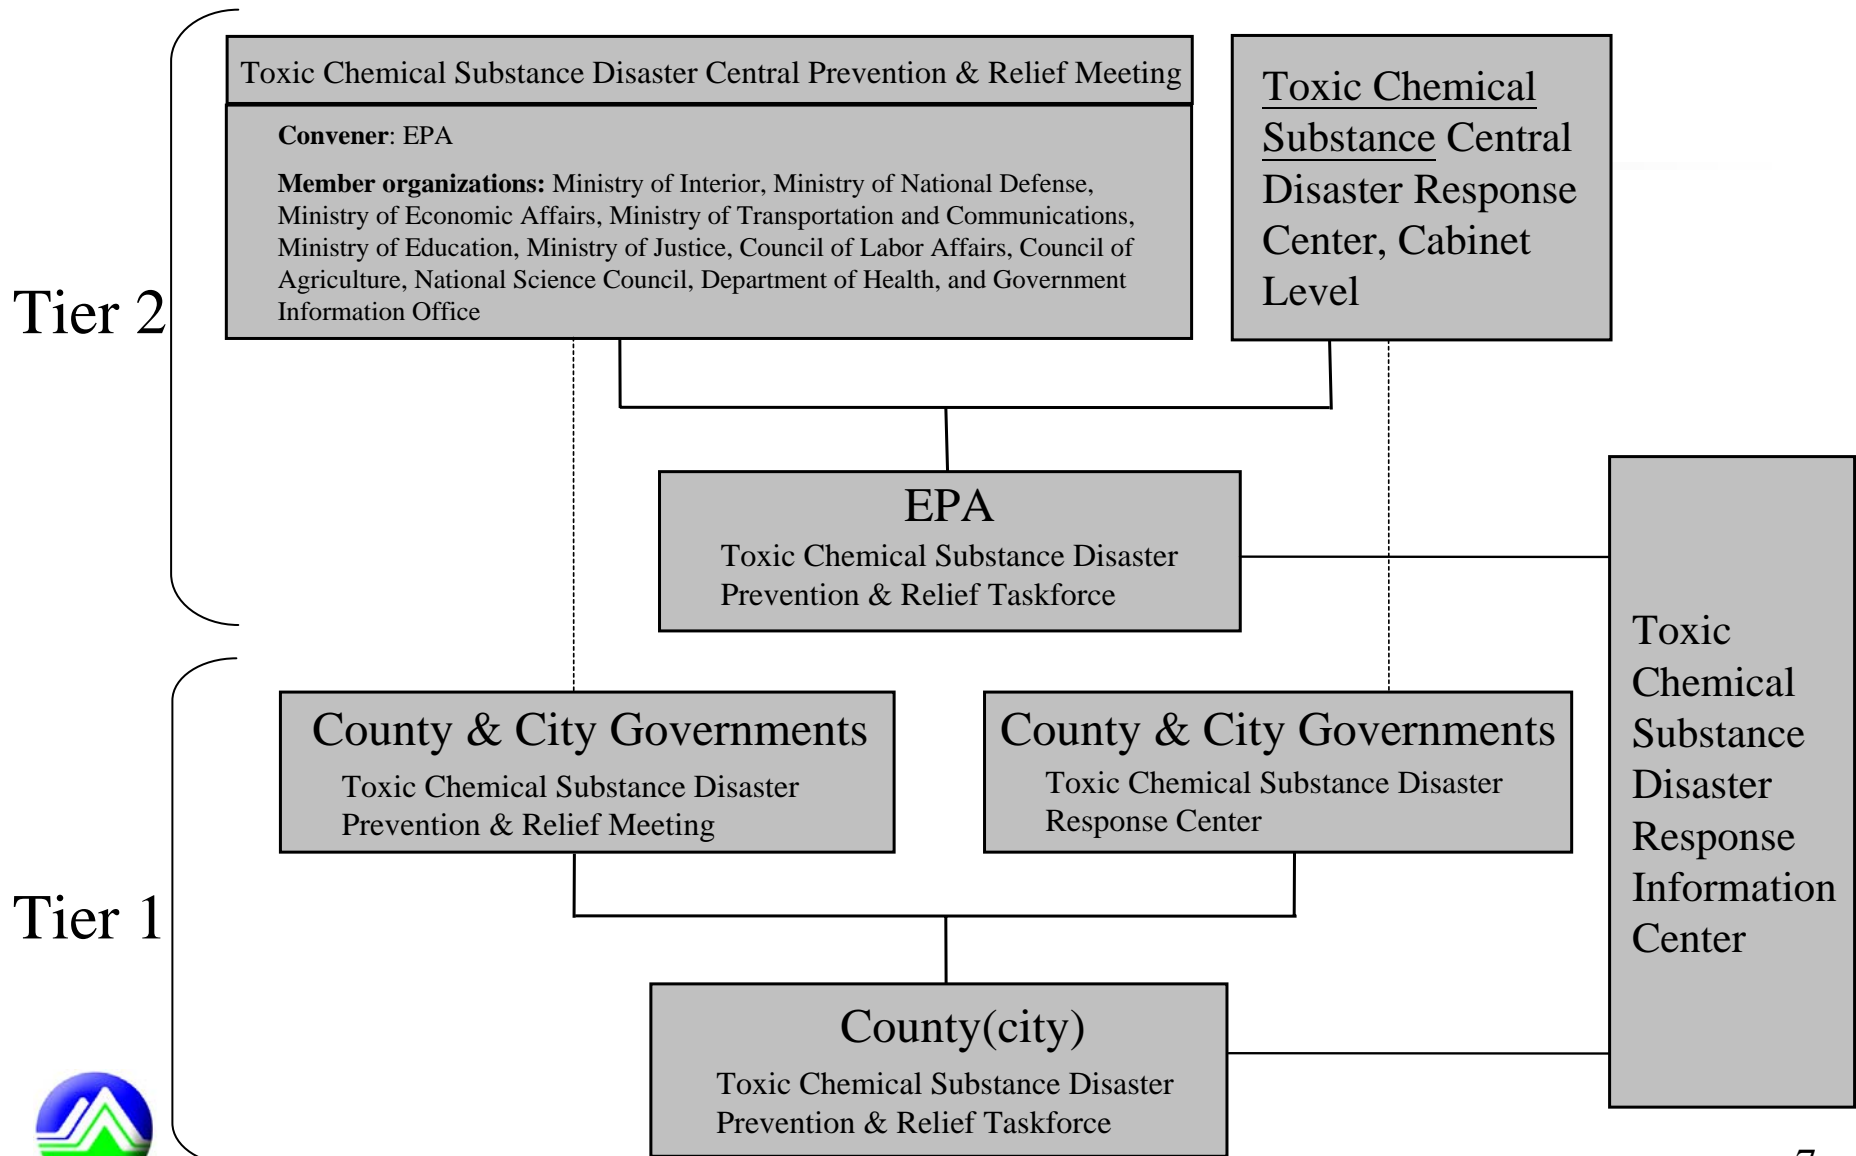 Tier 2
Toxic Chemical Substance Disaster Central Prevention & Relief Meeting
Convener: EPA
Member organizations: Ministry of Interior, Ministry of National Defense,
Ministry of Economic Affairs, Ministry of Transportation and Communications,
Ministry of Education, Ministry of Justice, Council of Labor Affairs, Council of
Agriculture, National Science Council, Department of Health, and Government
Information Office
Toxic Chemical
Substance Central
Disaster Response
Center, Cabinet
Level
EPA
Toxic Chemical Substance Disaster
Prevention & Relief Taskforce
Toxic
Chemical
Substance
Disaster
Response
Information
Center
Tier 1
County & City Governments
Toxic Chemical Substance Disaster
Prevention & Relief Meeting
County & City Governments
Toxic Chemical Substance Disaster
Response Center
County(city)
Toxic Chemical Substance Disaster
Prevention & Relief Taskforce